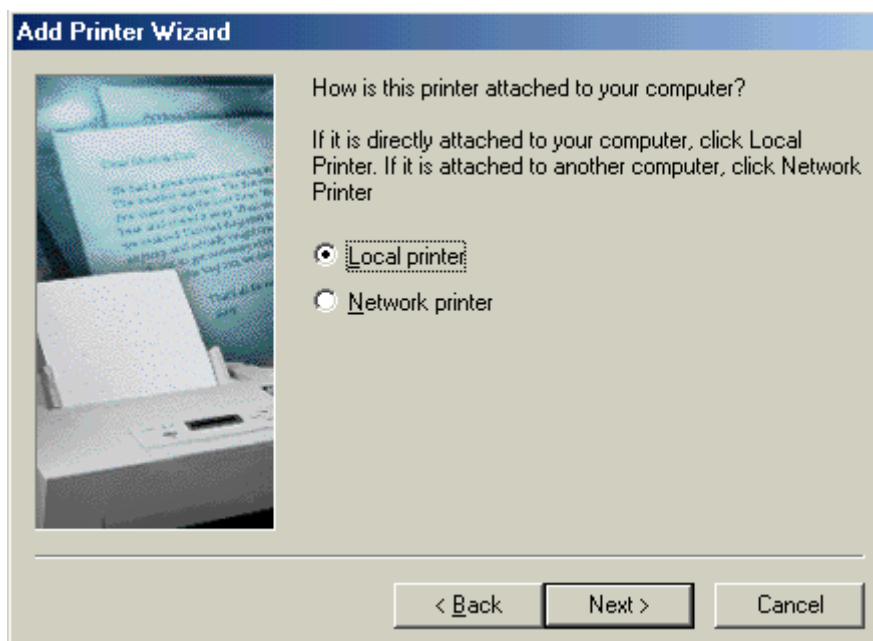 Add Printer Wizard
How is this printer attached to your computer?
If it is directly attached to your computer, click Local
Printer. If it is attached to another computer, click Network
Printer
Local printer
Network printer
< Back
Next >
Cancel